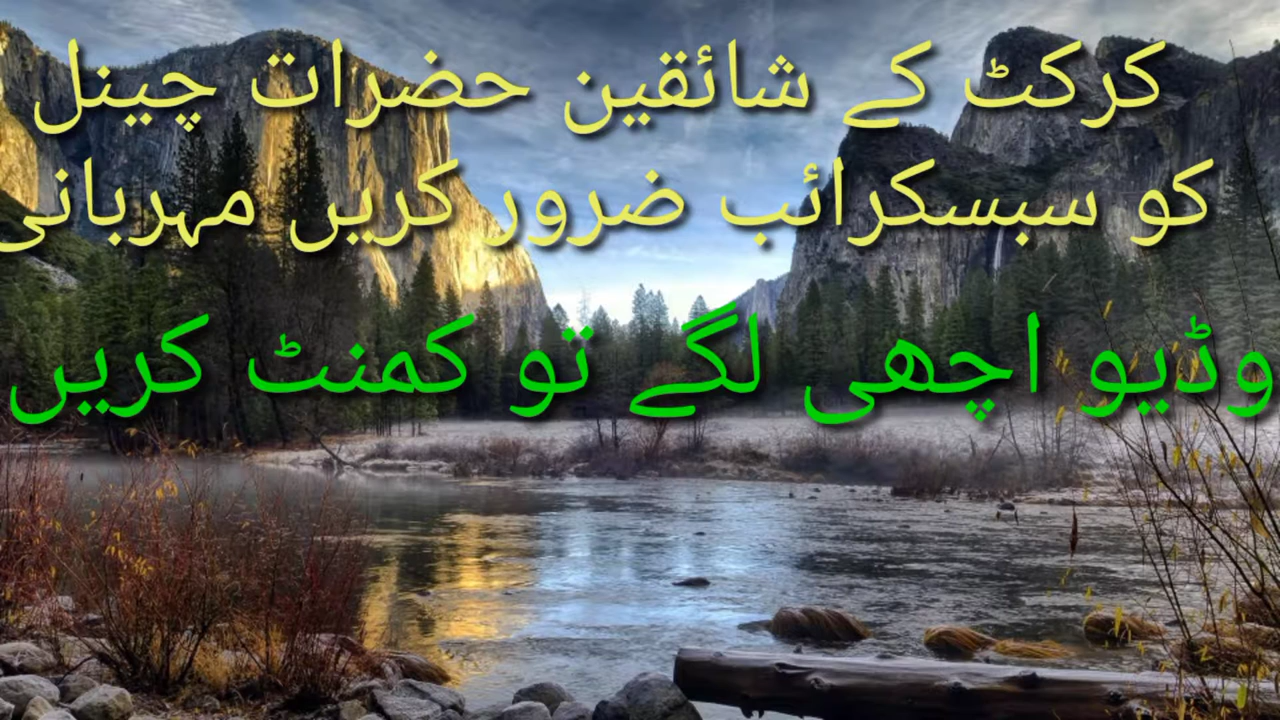 کرکٹ کے شائقین حضرات چینل
کو سبسکرائب ضرور کریں مہربانی
وڈیو اچھی لگے تو کمنٹ کریں